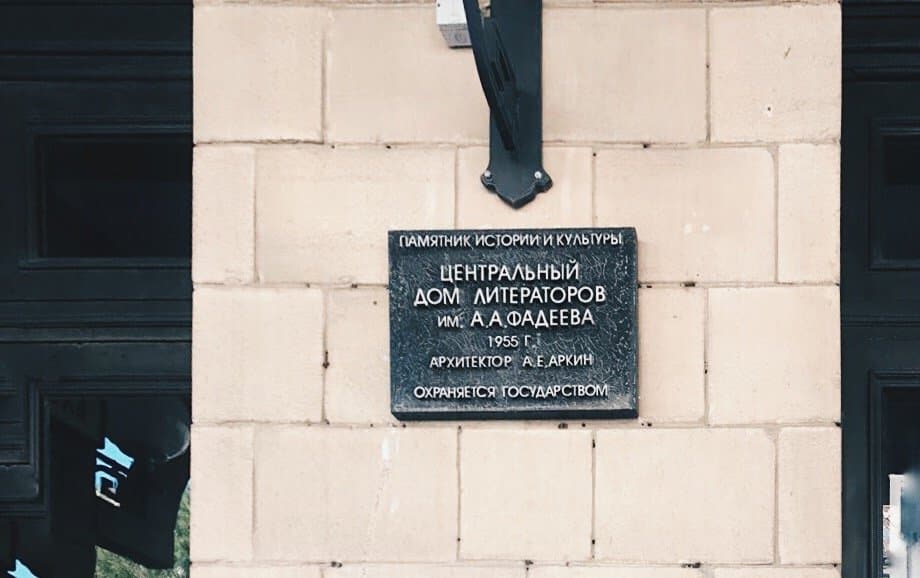 ПАМЯТНИК ИСТОРИИ И КУЛЬТУРЫ
ЦЕНТРАЛЬНЫЙ
ДОМ ЛИТЕРАТОРОВ
ИМ. А.А.ФАДЕЕВА
1955 Г.
АРХИТЕКТОР А.Е.АРКИН
ОХРАНЯЕТСЯ ГОСУДАРСТВОМ